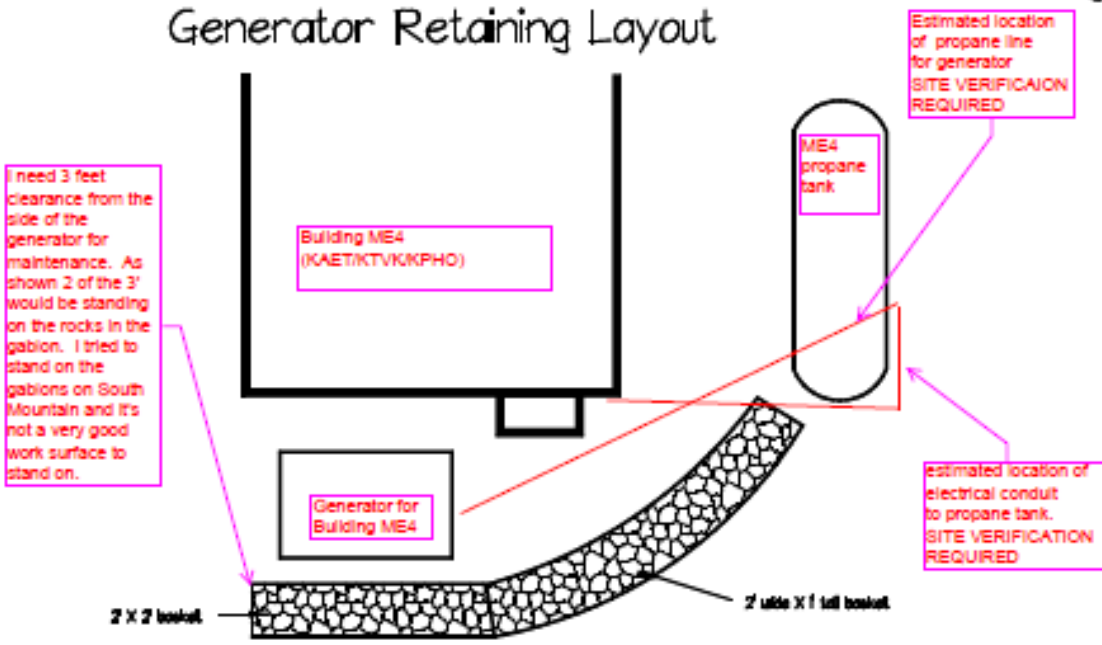 Generator Retaining Layout
Estimated location
of propane line
for generator
SITE VERIFICAION
REQUIRED
ME4
propane
tank
I need 3 feet
clearance from the
side of the
generator for
maintenance. As
shown 2 of the 3'
would be standing
on the rocks in the
gabion. I tried to
stand on the
gabions on South
Mountain and it's
not a very good
work surface to
stand on.
Building ME4
(KAET/KTVK/KPHO)
Generator for
Building ME4
estimated location of
electrical conduit
to propane tank.
SITE VERIFICATION
REQUIRED
2' X 2' basket
2' wide X 1' tall basket